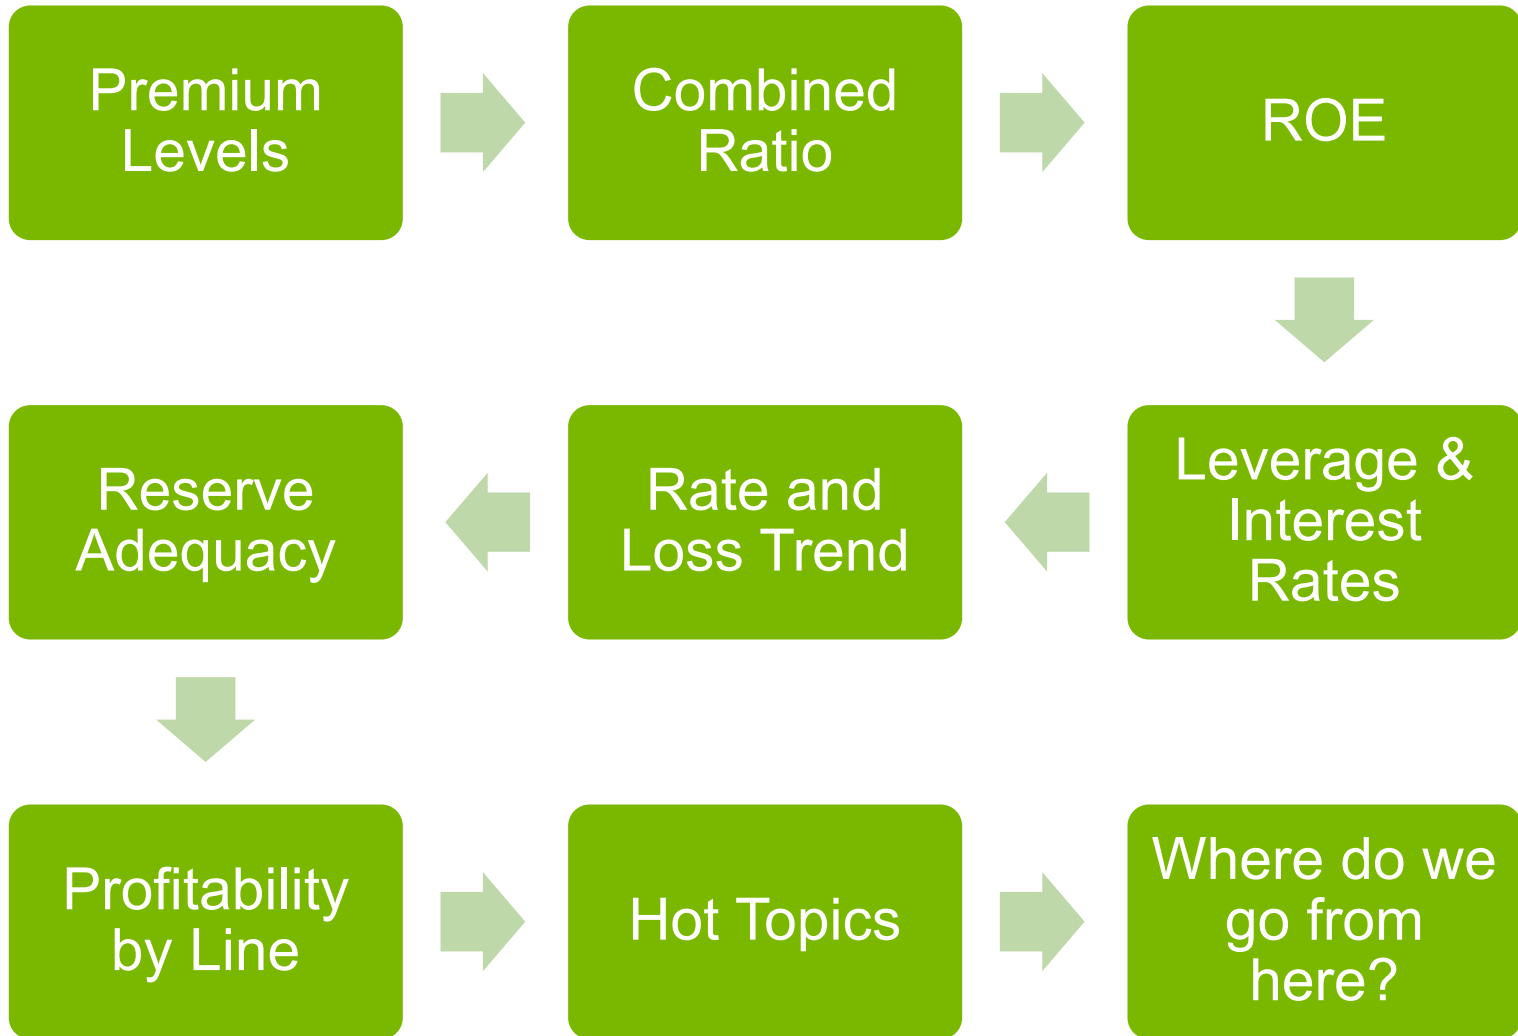 Premium
Levels
Combined
Ratio
ROE
Leverage &
Interest
Rates
Rate and
Loss Trend
Reserve
Adequacy
Profitability
by Line
Hot Topics
Where do we
go from
here?